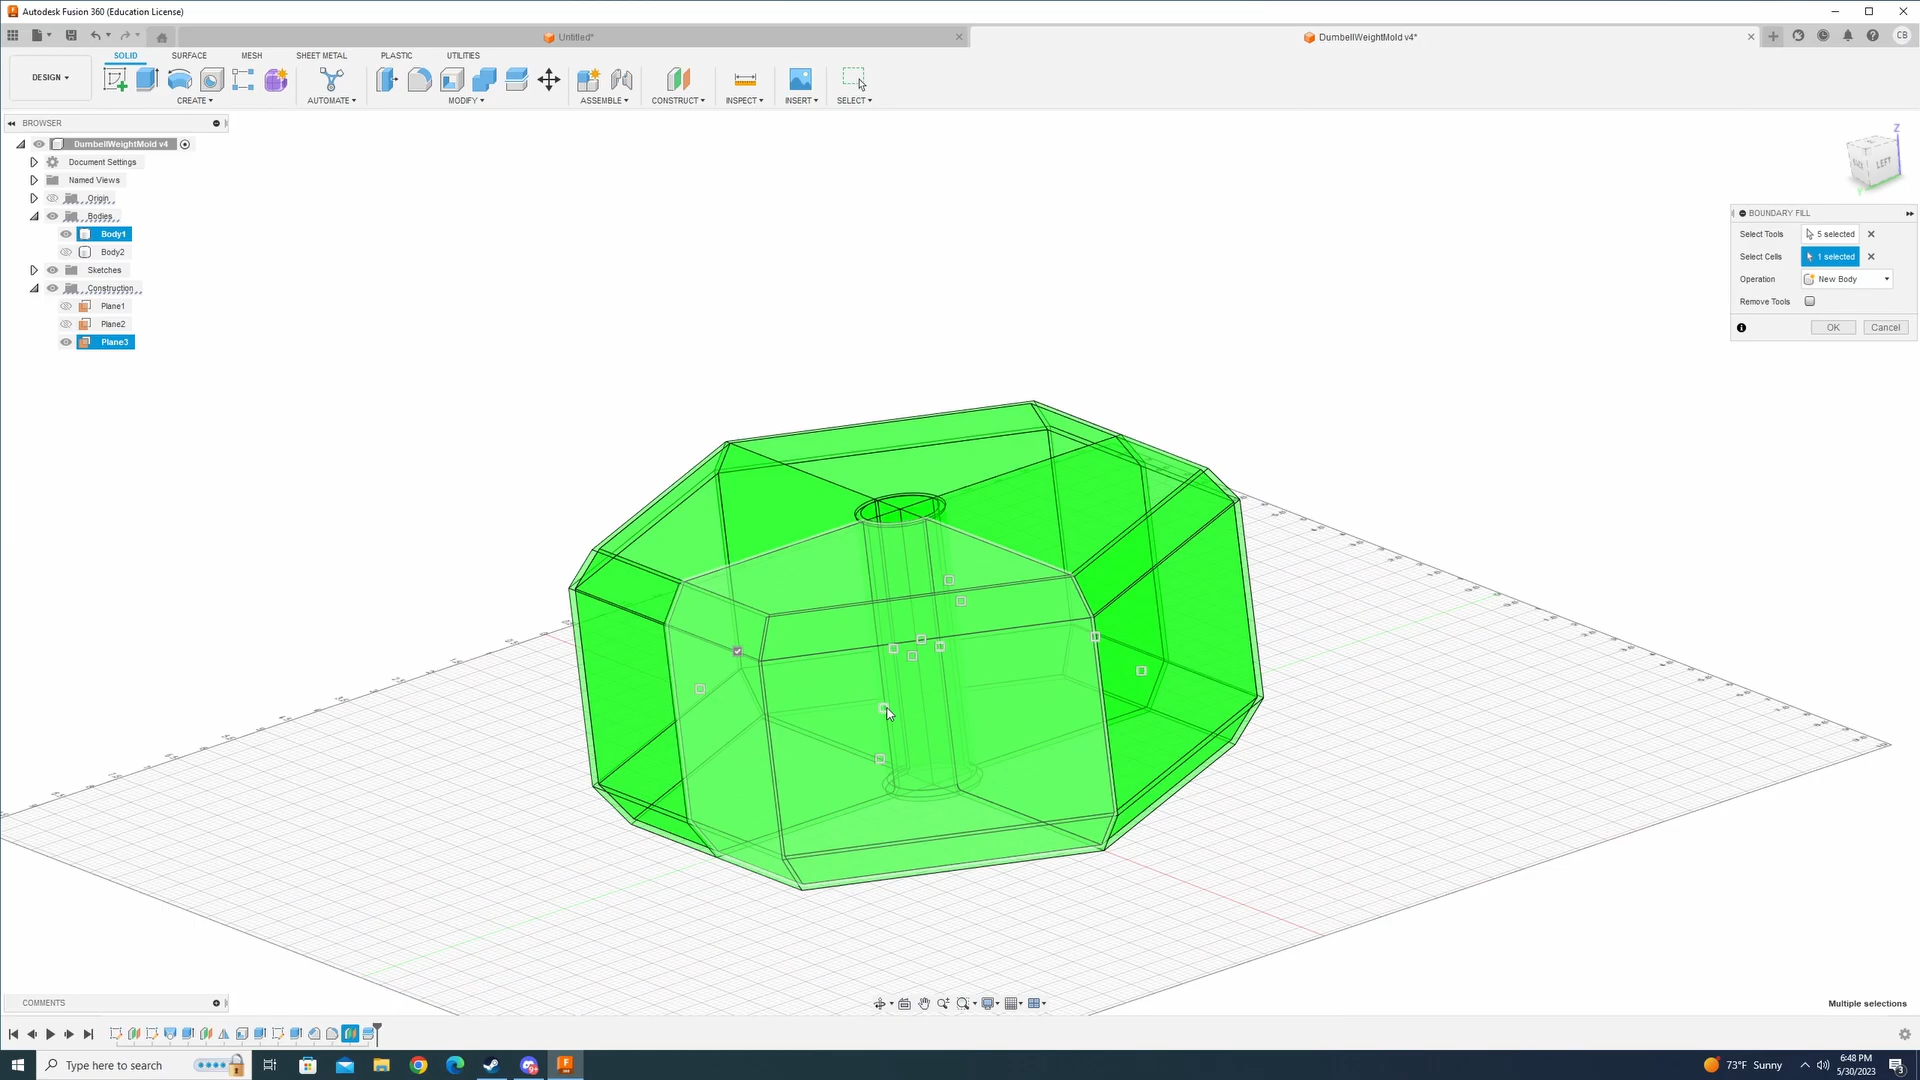 Autodesk Fusion 360 (Education License)
Untitled*
DumbellWeightMold v4*
CB
SOLID
SURFACE
MESH
SHEET METAL
PLASTIC
UTILITIES
DESIGN
CREATE
AUTOMATE
MODIFY
ASSEMBLE
CONSTRUCT
INSPECT
INSERT
SELECT
BROWSER
DumbellWeightMold v4
Document Settings
Named Views
Origin
Bodies
Body1
Body2
Sketches
Construction
Plane1
Plane2
Plane3
Z
LEFT
BOUNDARY FILL
Select Tools
5 selected
Select Cells
1 selected
Operation
New Body
Remove Tools
OK
Cancel
COMMENTS
Multiple selections
Type here to search
73°F Sunny
6:48 PM
5/30/2023
3